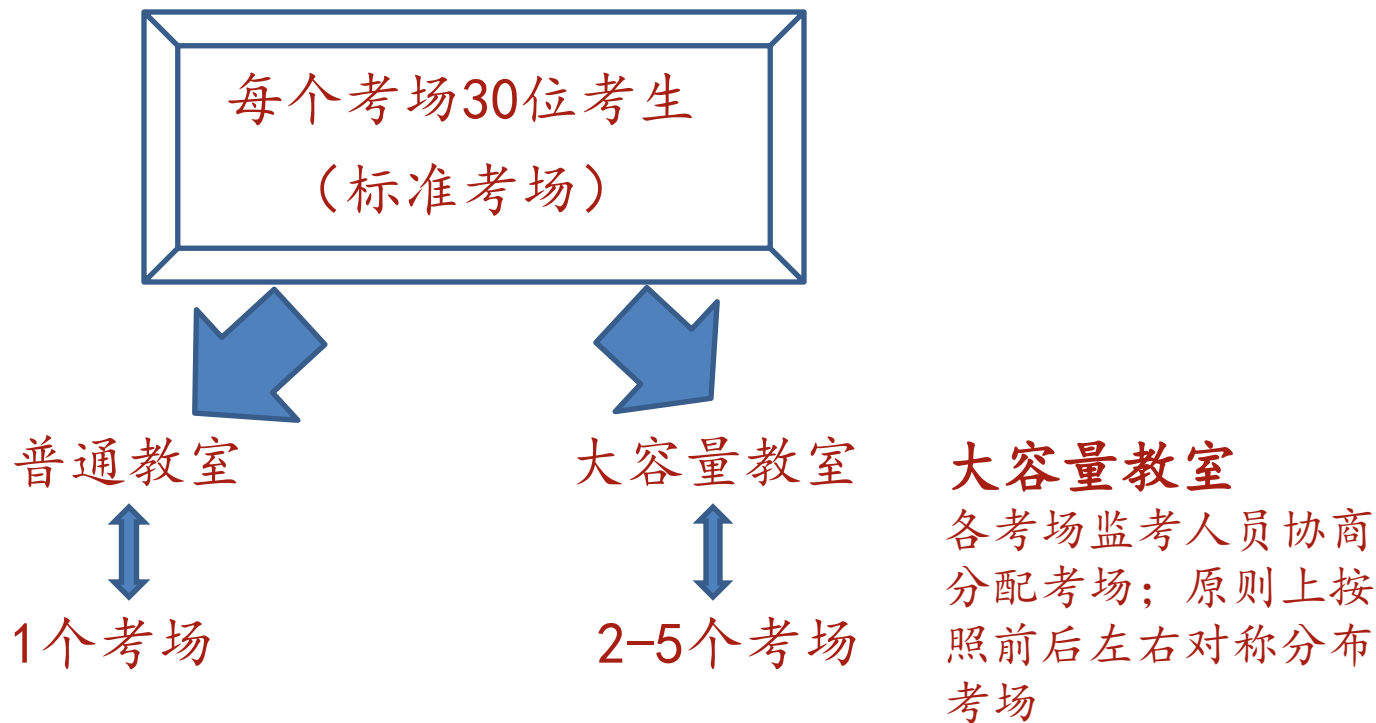 每个考场30位考生
（标准考场）
普通教室
大容量教室
1个考场
2-5个考场
大容量教室
各考场监考人员协商
分配考场；原则上按
照前后左右对称分布
考场